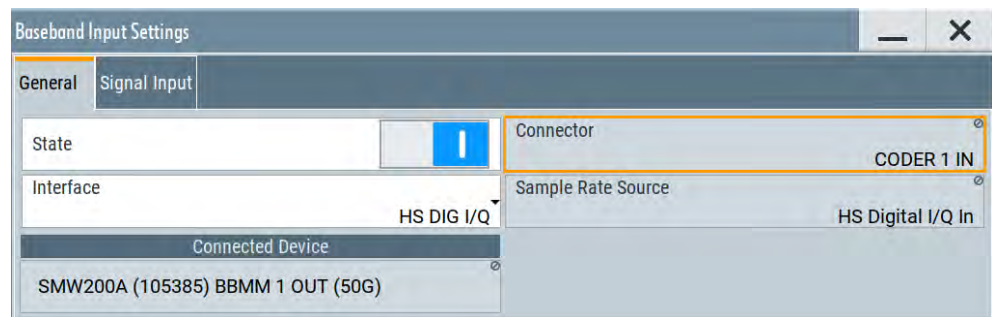 Baseband Input Settings
General Signal Input
State
Connector
CODER 1 IN
Interface
HS DIG I/Q
Sample Rate Source
HS Digital I/Q In
Connected Device
SMW200A (105385) BBMM 1 OUT (50G)